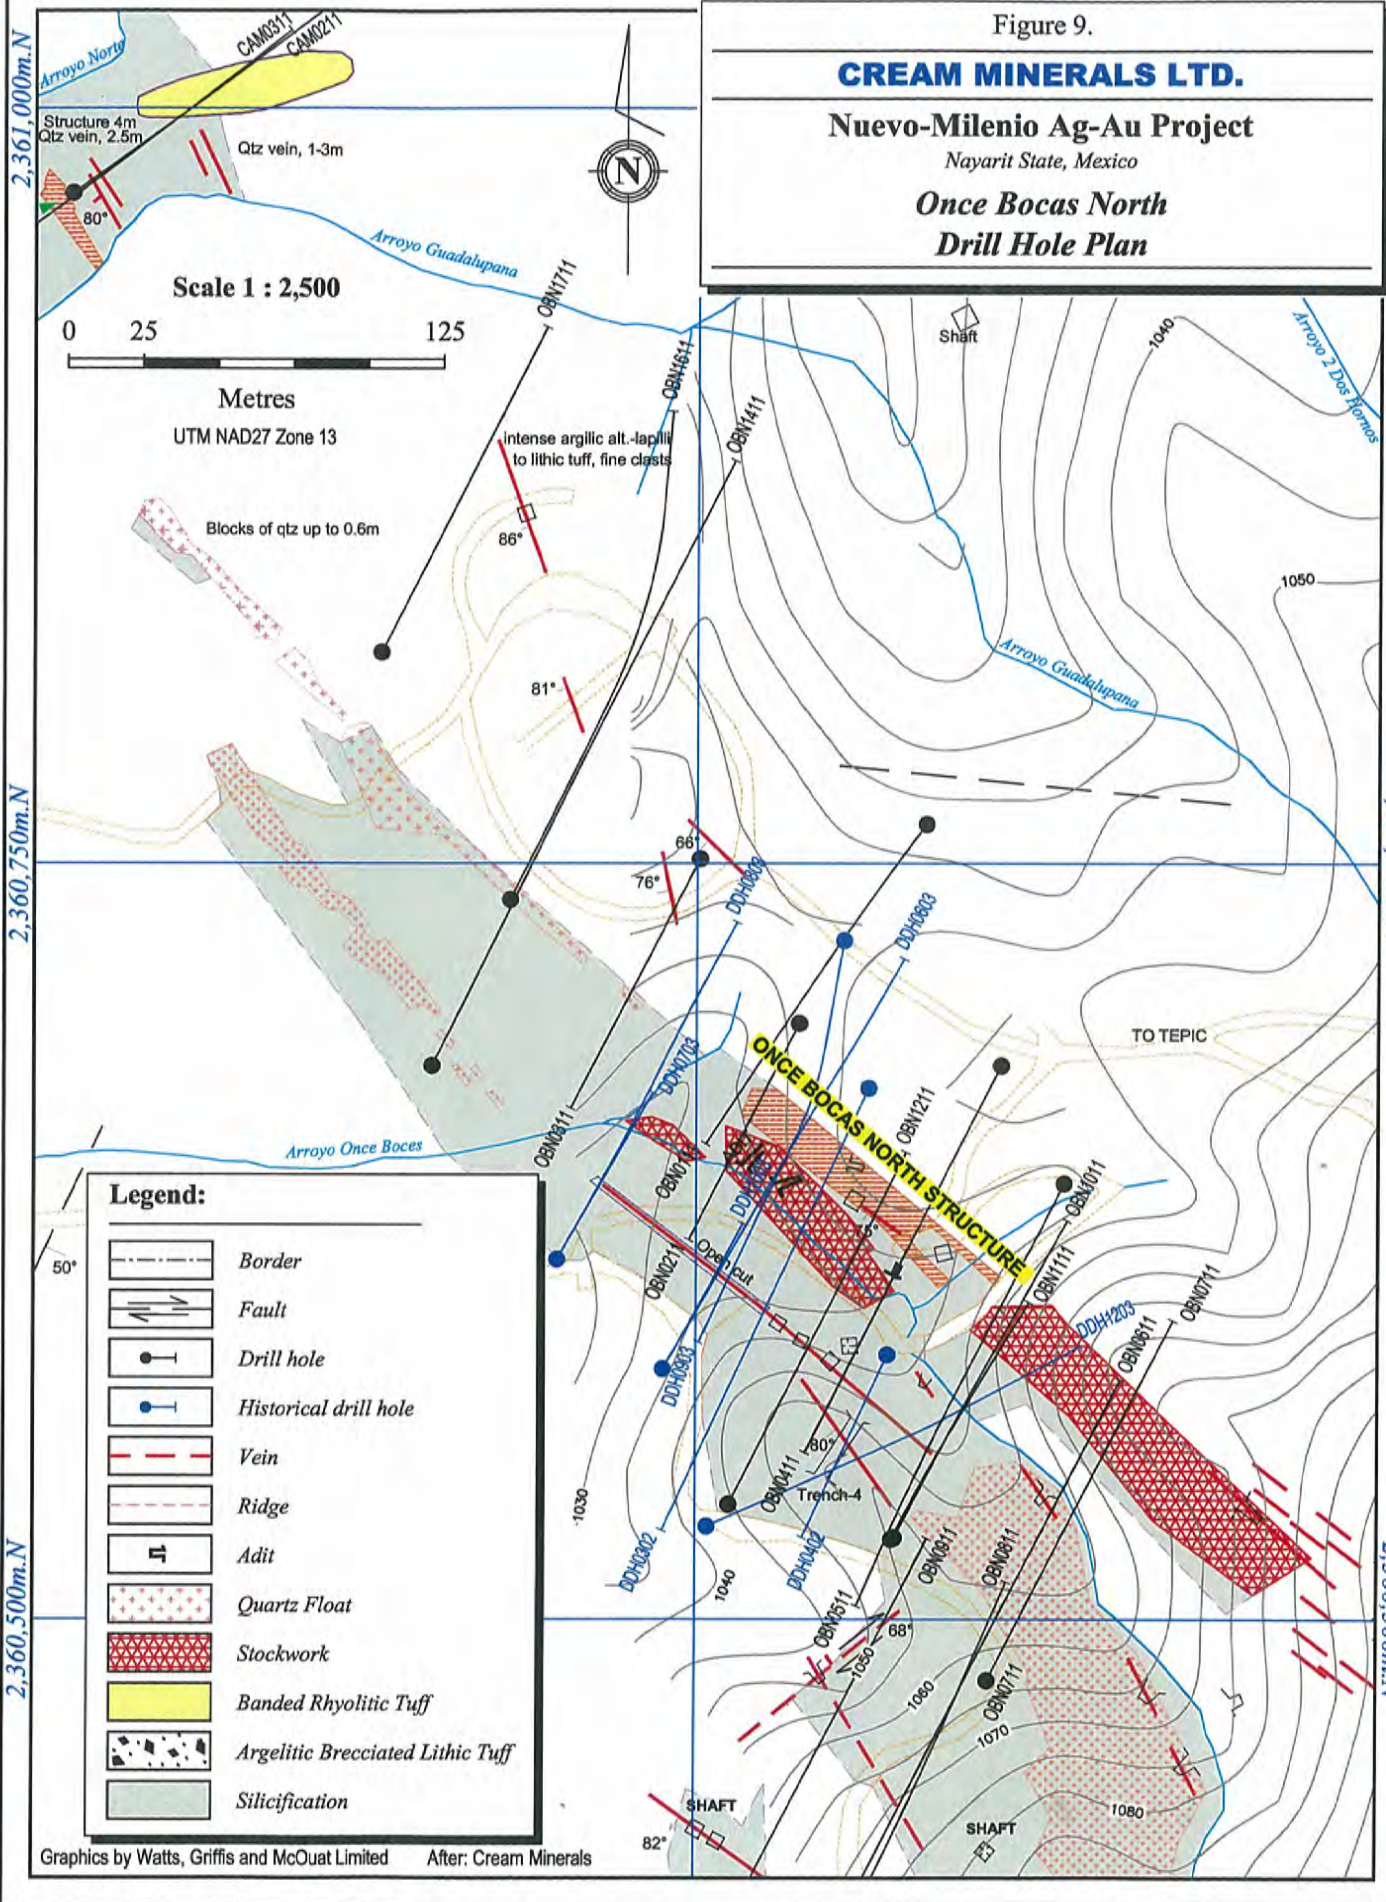 Figure 9.
CREAM MINERALS LTD.
Nuevo-Milenio Ag-Au Project
Nayarit State, Mexico
Once Bocas North
Drill Hole Plan
2,361,000m.N
2,360,750m.N
2,360,500m.N
Arroyo Norte
CAM0311
CAM0211
Structure 4m
Qtz vein, 2.5m
Qtz vein, 1-3m
80°
N
Arroyo Guadalupana
Scale 1 : 2,500
0 25 125
Metres
UTM NAD27 Zone 13
OBN1711
OBN1611
OBN1411
Shaft
1040
Arroyo 2 Dos Hornos
intense argilic alt.-lapilli
to lithic tuff, fine clasts
Blocks of qtz up to 0.6m
86°
1050
81°
Arroyo Guadalupana
66°
76°
DDH0803
DDH0603
TO TEPIC
ONCE BOCAS NORTH STRUCTURE
DDH0703
OBN1211
OBN0311
Arroyo Once Boces
OBN0211
Open cut
OBN1011
OBN1111
OBN0711
DDH1203
OBN0611
DDH0903
50°
80°
OBN0411
Trench-4
1030
DDH0302
DDH0402
1040
OBN0911
OBN0811
OBN0511
68°
1050
1060
OBN0711
1070
1080
SHAFT
82°
SHAFT
Legend:
Border
Fault
Drill hole
Historical drill hole
Vein
Ridge
Adit
Quartz Float
Stockwork
Banded Rhyolitic Tuff
Argelitic Brecciated Lithic Tuff
Silicification
Graphics by Watts, Griffis and McOuat Limited After: Cream Minerals